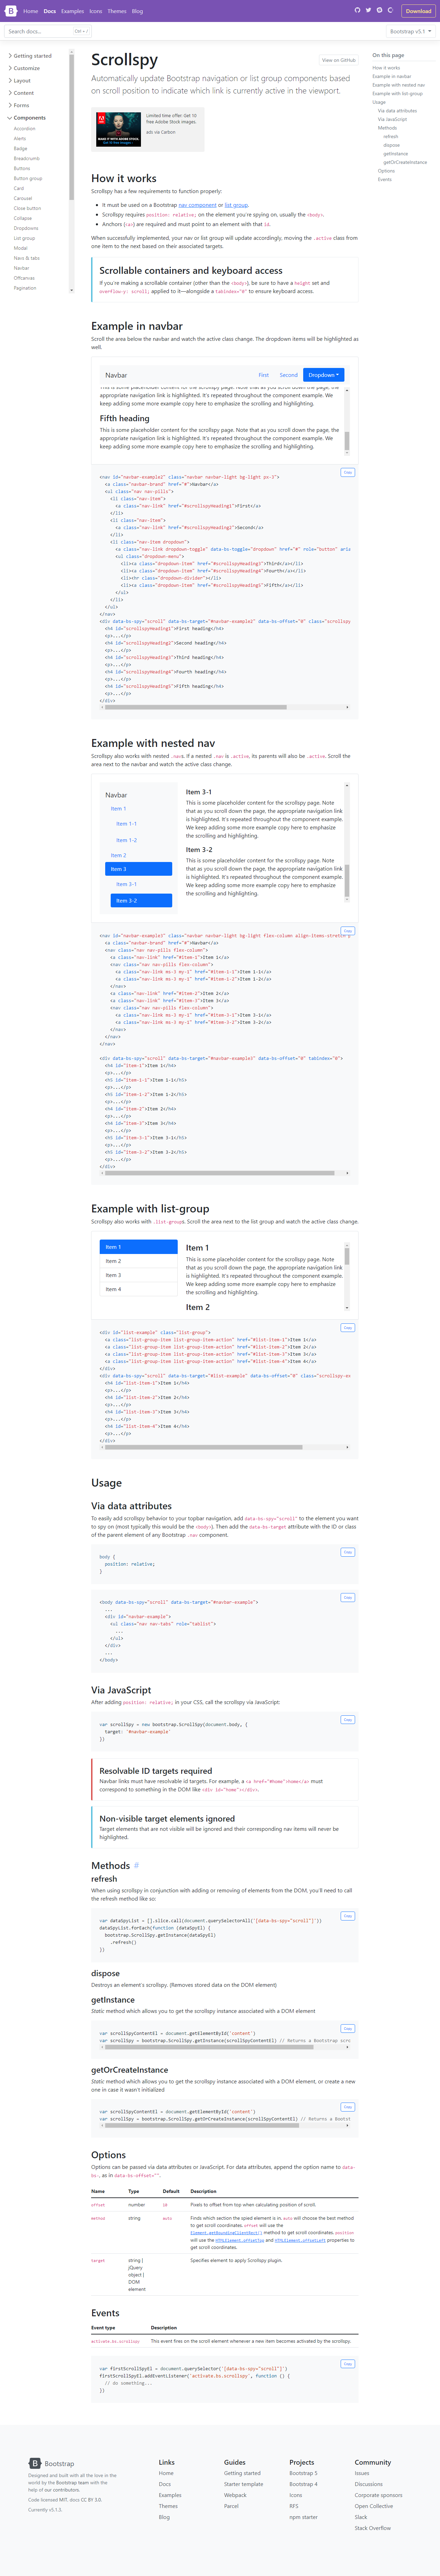 Home Docs Examples Icons Themes Blog
Download
Search docs... Ctrl + /
Bootstrap v5.1
Getting started
Customize
Layout
Content
Forms
Components
Accordion
Alerts
Badge
Breadcrumb
Buttons
Button group
Card
Carousel
Close button
Collapse
Dropdowns
List group
Modal
Navs & tabs
Navbar
Offcanvas
Pagination
Scrollspy
View on GitHub
Automatically update Bootstrap navigation or list group components based
on scroll position to indicate which link is currently active in the viewport.
Limited time offer: Get 10
free Adobe Stock images.
ads via Carbon
On this page
How it works
Example in navbar
Example with nested nav
Example with list-group
Usage
Via data attributes
Via JavaScript
Methods
refresh
dispose
getInstance
getOrCreateInstance
Options
Events
How it works
Scrollspy has a few requirements to function properly:
It must be used on a Bootstrap nav component or list group.
Scrollspy requires position: relative; on the element you're spying on, usually the <body>.
Anchors (<a>) are required and must point to an element with that id.
When successfully implemented, your nav or list group will update accordingly, moving the .active class from
one item to the next based on their associated targets.
Scrollable containers and keyboard access
If you're making a scrollable container (other than the <body>), be sure to have a height set and
overflow-y: scroll; applied to it—alongside a tabindex="0" to ensure keyboard access.
Example in navbar
Scroll the area below the navbar and watch the active class change. The dropdown items will be highlighted as
well.
Navbar First Second Dropdown
This is some placeholder content for the scrollspy page. Note that as you scroll down the page, the
appropriate navigation link is highlighted. It's repeated throughout the component example. We
keep adding some more example copy here to emphasize the scrolling and highlighting.
Fifth heading
This is some placeholder content for the scrollspy page. Note that as you scroll down the page, the
appropriate navigation link is highlighted. It's repeated throughout the component example. We
keep adding some more example copy here to emphasize the scrolling and highlighting.
Copy
<nav id="navbar-example2" class="navbar navbar-light bg-light px-3">
<a class="navbar-brand" href="#">Navbar</a>
<ul class="nav nav-pills">
<li class="nav-item">
<a class="nav-link" href="#scrollspyHeading1">First</a>
</li>
<li class="nav-item">
<a class="nav-link" href="#scrollspyHeading2">Second</a>
</li>
<li class="nav-item dropdown">
<a class="nav-link dropdown-toggle" data-bs-toggle="dropdown" href="#" role="button" aria
<ul class="dropdown-menu">
<li><a class="dropdown-item" href="#scrollspyHeading3">Third</a></li>
<li><a class="dropdown-item" href="#scrollspyHeading4">Fourth</a></li>
<li><hr class="dropdown-divider"></li>
<li><a class="dropdown-item" href="#scrollspyHeading5">Fifth</a></li>
</ul>
</li>
</ul>
</nav>
<div data-bs-spy="scroll" data-bs-target="#navbar-example2" data-bs-offset="0" class="scrollspy
<h4 id="scrollspyHeading1">First heading</h4>
<p>...</p>
<h4 id="scrollspyHeading2">Second heading</h4>
<p>...</p>
<h4 id="scrollspyHeading3">Third heading</h4>
<p>...</p>
<h4 id="scrollspyHeading4">Fourth heading</h4>
<p>...</p>
<h4 id="scrollspyHeading5">Fifth heading</h4>
<p>...</p>
</div>
Example with nested nav
Scrollspy also works with nested .navs. If a nested .nav is .active, its parents will also be .active. Scroll the
area next to the navbar and watch the active class change.
Navbar
Item 1
Item 1-1
Item 1-2
Item 2
Item 3
Item 3-1
Item 3-2
Item 3-1
This is some placeholder content for the scrollspy page. Note
that as you scroll down the page, the appropriate navigation link
is highlighted. It's repeated throughout the component example.
We keep adding some more example copy here to emphasize
the scrolling and highlighting.
Item 3-2
This is some placeholder content for the scrollspy page. Note
that as you scroll down the page, the appropriate navigation link
is highlighted. It's repeated throughout the component example.
We keep adding some more example copy here to emphasize
the scrolling and highlighting.
Copy
<nav id="navbar-example3" class="navbar navbar-light bg-light flex-column align-items-stretch p
<a class="navbar-brand" href="#">Navbar</a>
<nav class="nav nav-pills flex-column">
<a class="nav-link" href="#item-1">Item 1</a>
<nav class="nav nav-pills flex-column">
<a class="nav-link ms-3 my-1" href="#item-1-1">Item 1-1</a>
<a class="nav-link ms-3 my-1" href="#item-1-2">Item 1-2</a>
</nav>
<a class="nav-link" href="#item-2">Item 2</a>
<a class="nav-link" href="#item-3">Item 3</a>
<nav class="nav nav-pills flex-column">
<a class="nav-link ms-3 my-1" href="#item-3-1">Item 3-1</a>
<a class="nav-link ms-3 my-1" href="#item-3-2">Item 3-2</a>
</nav>
</nav>
</nav>
<div data-bs-spy="scroll" data-bs-target="#navbar-example3" data-bs-offset="0" tabindex="0">
<h4 id="item-1">Item 1</h4>
<p>...</p>
<h5 id="item-1-1">Item 1-1</h5>
<p>...</p>
<h5 id="item-1-2">Item 1-2</h5>
<p>...</p>
<h4 id="item-2">Item 2</h4>
<p>...</p>
<h4 id="item-3">Item 3</h4>
<p>...</p>
<h5 id="item-3-1">Item 3-1</h5>
<p>...</p>
<h5 id="item-3-2">Item 3-2</h5>
<p>...</p>
</div>
Example with list-group
Scrollspy also works with .list-groups. Scroll the area next to the list group and watch the active class change.
Item 1
Item 2
Item 3
Item 4
Item 1
This is some placeholder content for the scrollspy page. Note
that as you scroll down the page, the appropriate navigation link
is highlighted. It's repeated throughout the component example.
We keep adding some more example copy here to emphasize
the scrolling and highlighting.
Item 2
Copy
<div id="list-example" class="list-group">
<a class="list-group-item list-group-item-action" href="#list-item-1">Item 1</a>
<a class="list-group-item list-group-item-action" href="#list-item-2">Item 2</a>
<a class="list-group-item list-group-item-action" href="#list-item-3">Item 3</a>
<a class="list-group-item list-group-item-action" href="#list-item-4">Item 4</a>
</div>
<div data-bs-spy="scroll" data-bs-target="#list-example" data-bs-offset="0" class="scrollspy-ex
<h4 id="list-item-1">Item 1</h4>
<p>...</p>
<h4 id="list-item-2">Item 2</h4>
<p>...</p>
<h4 id="list-item-3">Item 3</h4>
<p>...</p>
<h4 id="list-item-4">Item 4</h4>
<p>...</p>
</div>
Usage
Via data attributes
To easily add scrollspy behavior to your topbar navigation, add data-bs-spy="scroll" to the element you want
to spy on (most typically this would be the <body>). Then add the data-bs-target attribute with the ID or class
of the parent element of any Bootstrap .nav component.
Copy
body {
position: relative;
}
Copy
<body data-bs-spy="scroll" data-bs-target="#navbar-example">
...
<div id="navbar-example">
<ul class="nav nav-tabs" role="tablist">
...
</ul>
</div>
...
</body>
Via JavaScript
After adding position: relative; in your CSS, call the scrollspy via JavaScript:
Copy
var scrollSpy = new bootstrap.ScrollSpy(document.body, {
target: '#navbar-example'
})
Resolvable ID targets required
Navbar links must have resolvable id targets. For example, a <a href="#home">home</a> must
correspond to something in the DOM like <div id="home"></div>.
Non-visible target elements ignored
Target elements that are not visible will be ignored and their corresponding nav items will never be
highlighted.
Methods #
refresh
When using scrollspy in conjunction with adding or removing of elements from the DOM, you'll need to call
the refresh method like so:
Copy
var dataSpyList = [].slice.call(document.querySelectorAll('[data-bs-spy="scroll"]'))
dataSpyList.forEach(function (dataSpyEl) {
bootstrap.ScrollSpy.getInstance(dataSpyEl)
.refresh()
})
dispose
Destroys an element's scrollspy. (Removes stored data on the DOM element)
getInstance
Static method which allows you to get the scrollspy instance associated with a DOM element
Copy
var scrollSpyContentEl = document.getElementById('content')
var scrollSpy = bootstrap.ScrollSpy.getInstance(scrollSpyContentEl) // Returns a Bootstrap scro
getOrCreateInstance
Static method which allows you to get the scrollspy instance associated with a DOM element, or create a new
one in case it wasn't initialized
Copy
var scrollSpyContentEl = document.getElementById('content')
var scrollSpy = bootstrap.ScrollSpy.getOrCreateInstance(scrollSpyContentEl) // Returns a Bootst
Options
Options can be passed via data attributes or JavaScript. For data attributes, append the option name to data-
bs-, as in data-bs-offset="".
Name Type Default Description
offset number 10 Pixels to offset from top when calculating position of scroll.
method string auto Finds which section the spied element is in. auto will choose the best method
to get scroll coordinates. offset will use the
Element.getBoundingClientRect() method to get scroll coordinates. position
will use the HTMLElement.offsetTop and HTMLElement.offsetLeft properties to
get scroll coordinates.
target string | Specifies element to apply Scrollspy plugin.
jQuery
object |
DOM
element
Events
Event type Description
activate.bs.scrollspy This event fires on the scroll element whenever a new item becomes activated by the scrollspy.
Copy
var firstScrollSpyEl = document.querySelector('[data-bs-spy="scroll"]')
firstScrollSpyEl.addEventListener('activate.bs.scrollspy', function () {
// do something...
})
Bootstrap
Designed and built with all the love in the
world by the Bootstrap team with the
help of our contributors.
Code licensed MIT, docs CC BY 3.0.
Currently v5.1.3.
Links
Home
Docs
Examples
Themes
Blog
Guides
Getting started
Starter template
Webpack
Parcel
Projects
Bootstrap 5
Bootstrap 4
Icons
RFS
npm starter
Community
Issues
Discussions
Corporate sponsors
Open Collective
Slack
Stack Overflow